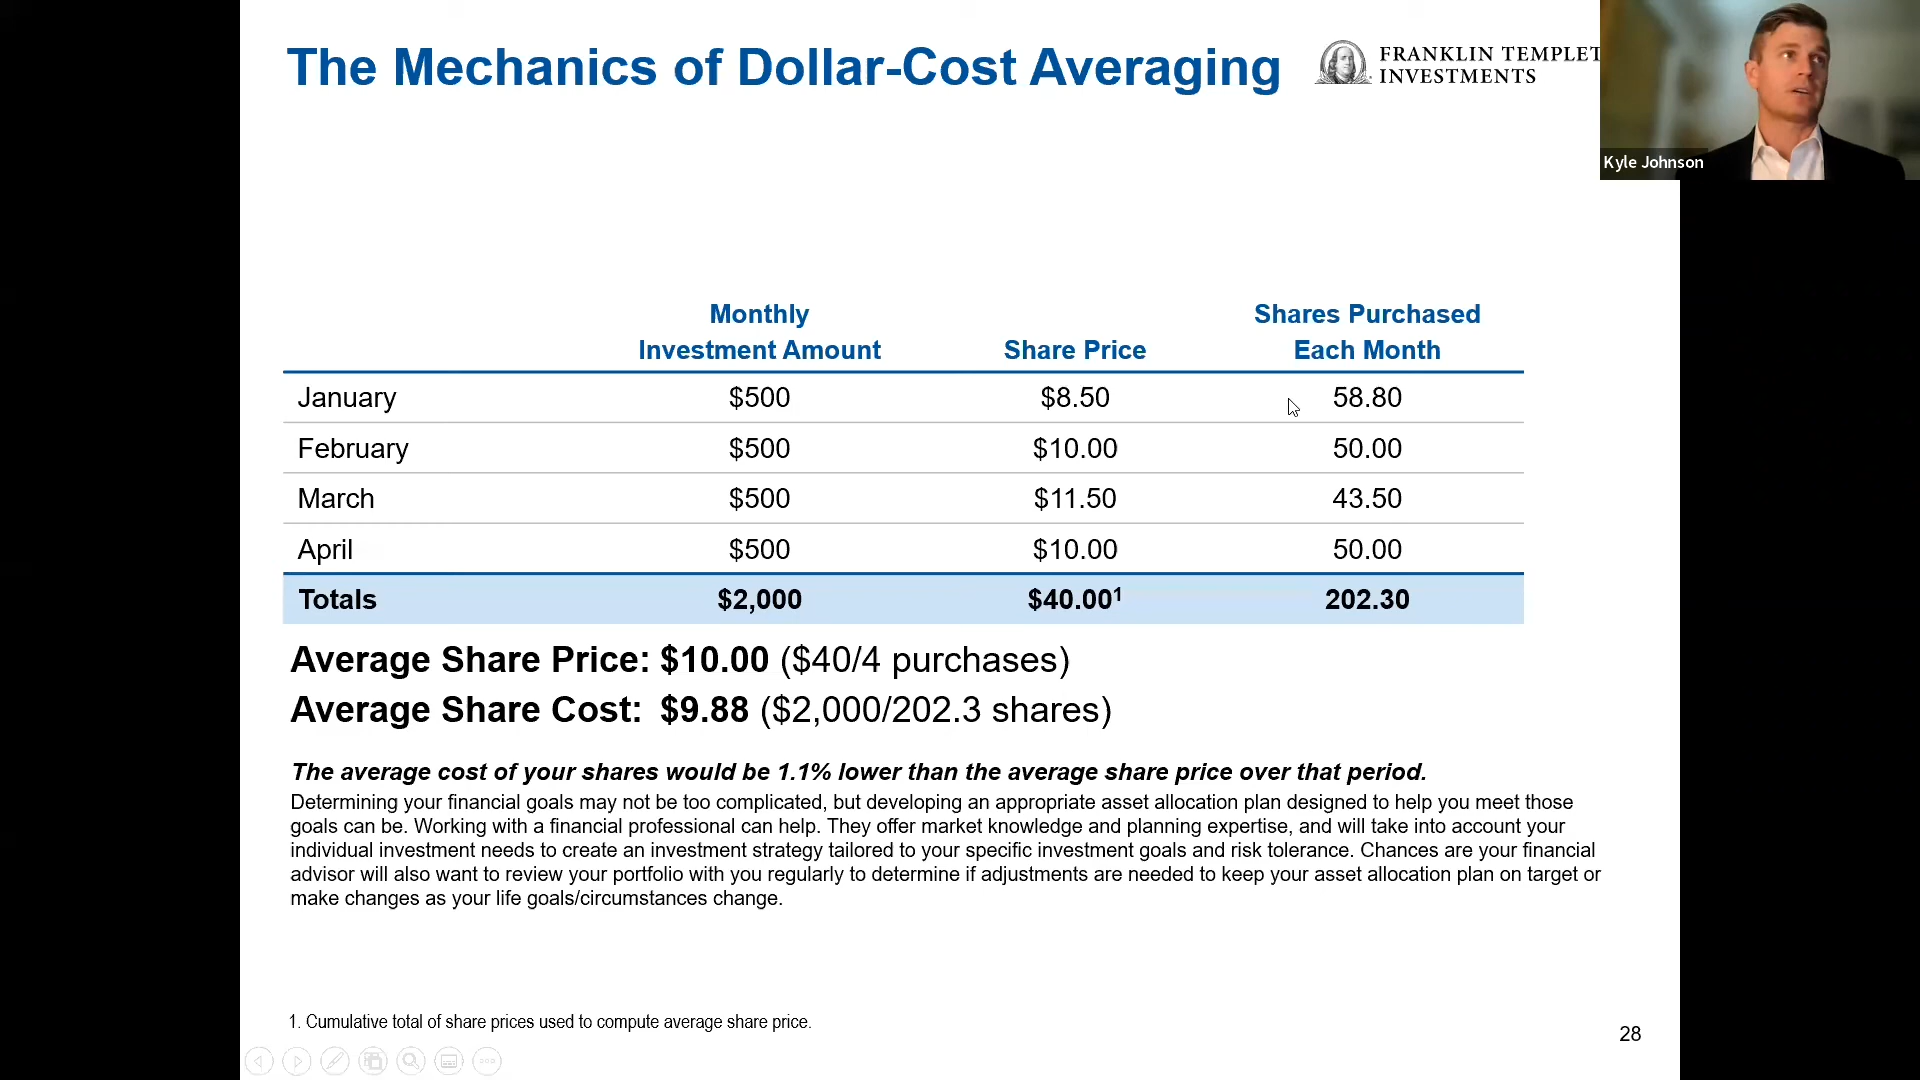 The Mechanics of Dollar-Cost Averaging
FRANKLIN TEMPLET
INVESTMENTS
Kyle Johnson
Monthly
Investment Amount
Share Price
Shares Purchased
Each Month
January $500 $8.50 58.80
February $500 $10.00 50.00
March $500 $11.50 43.50
April $500 $10.00 50.00
Totals $2,000 $40.00¹ 202.30
Average Share Price: $10.00 ($40/4 purchases)
Average Share Cost: $9.88 ($2,000/202.3 shares)
The average cost of your shares would be 1.1% lower than the average share price over that period.
Determining your financial goals may not be too complicated, but developing an appropriate asset allocation plan designed to help you meet those
goals can be. Working with a financial professional can help. They offer market knowledge and planning expertise, and will take into account your
individual investment needs to create an investment strategy tailored to your specific investment goals and risk tolerance. Chances are your financial
advisor will also want to review your portfolio with you regularly to determine if adjustments are needed to keep your asset allocation plan on target or
make changes as your life goals/circumstances change.
1. Cumulative total of share prices used to compute average share price.
28